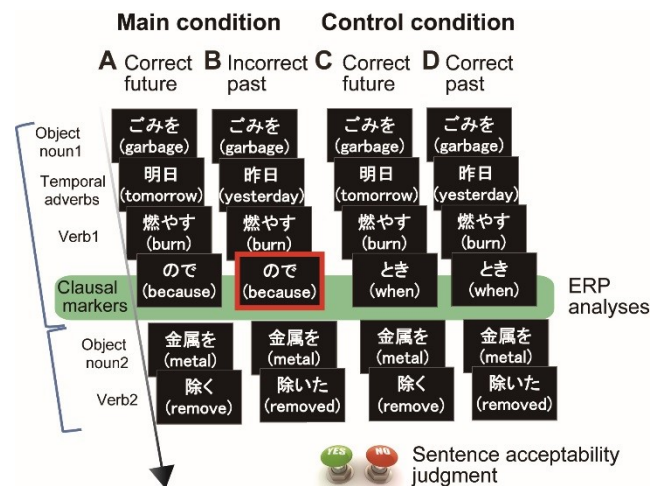 Main condition Control condition
A Correct future B Incorrect past C Correct future D Correct past
Object noun1
ごみを (garbage) ごみを (garbage) ごみを (garbage) ごみを (garbage)
Temporal adverbs
明日 (tomorrow) 昨日 (yesterday) 明日 (tomorrow) 昨日 (yesterday)
Verb1
燃やす (burn) 燃やす (burn) 燃やす (burn) 燃やす (burn)
Clausal markers
ので (because) ので (because) とき (when) とき (when)
ERP analyses
Object noun2
金属を (metal) 金属を (metal) 金属を (metal) 金属を (metal)
Verb2
除く (remove) 除いた (removed) 除く (remove) 除いた (removed)
YES NO Sentence acceptability judgment